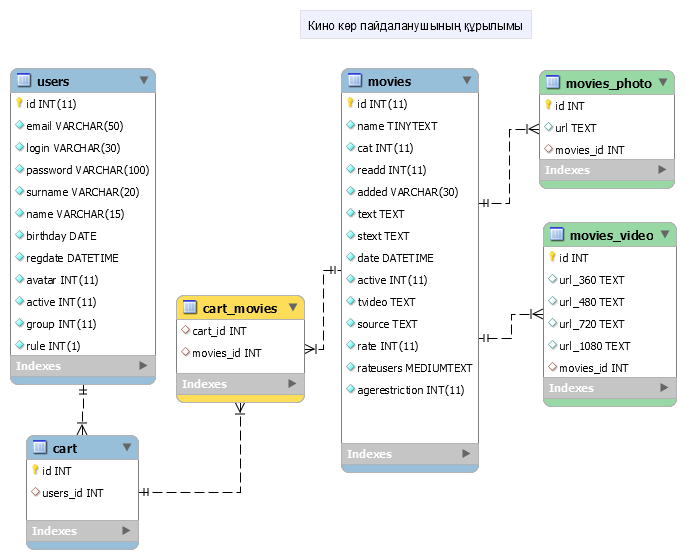 Кино көр пайдаланушының құрылымы
users
id INT(11)
email VARCHAR(50)
login VARCHAR(30)
password VARCHAR(100)
surname VARCHAR(20)
name VARCHAR(15)
birthday DATE
regdate DATETIME
avatar INT(11)
active INT(11)
group INT(11)
rule INT(1)
Indexes
cart
id INT
users_id INT
Indexes
cart_movies
cart_id INT
movies_id INT
Indexes
movies
id INT(11)
name TINYTEXT
cat INT(11)
readd INT(11)
added VARCHAR(30)
text TEXT
stext TEXT
date DATETIME
active INT(11)
tvideo TEXT
source TEXT
rate INT(11)
rateusers MEDIUMTEXT
agerestriction INT(11)
Indexes
movies_photo
id INT
url TEXT
movies_id INT
Indexes
movies_video
id INT
url_360 TEXT
url_480 TEXT
url_720 TEXT
url_1080 TEXT
movies_id INT
Indexes